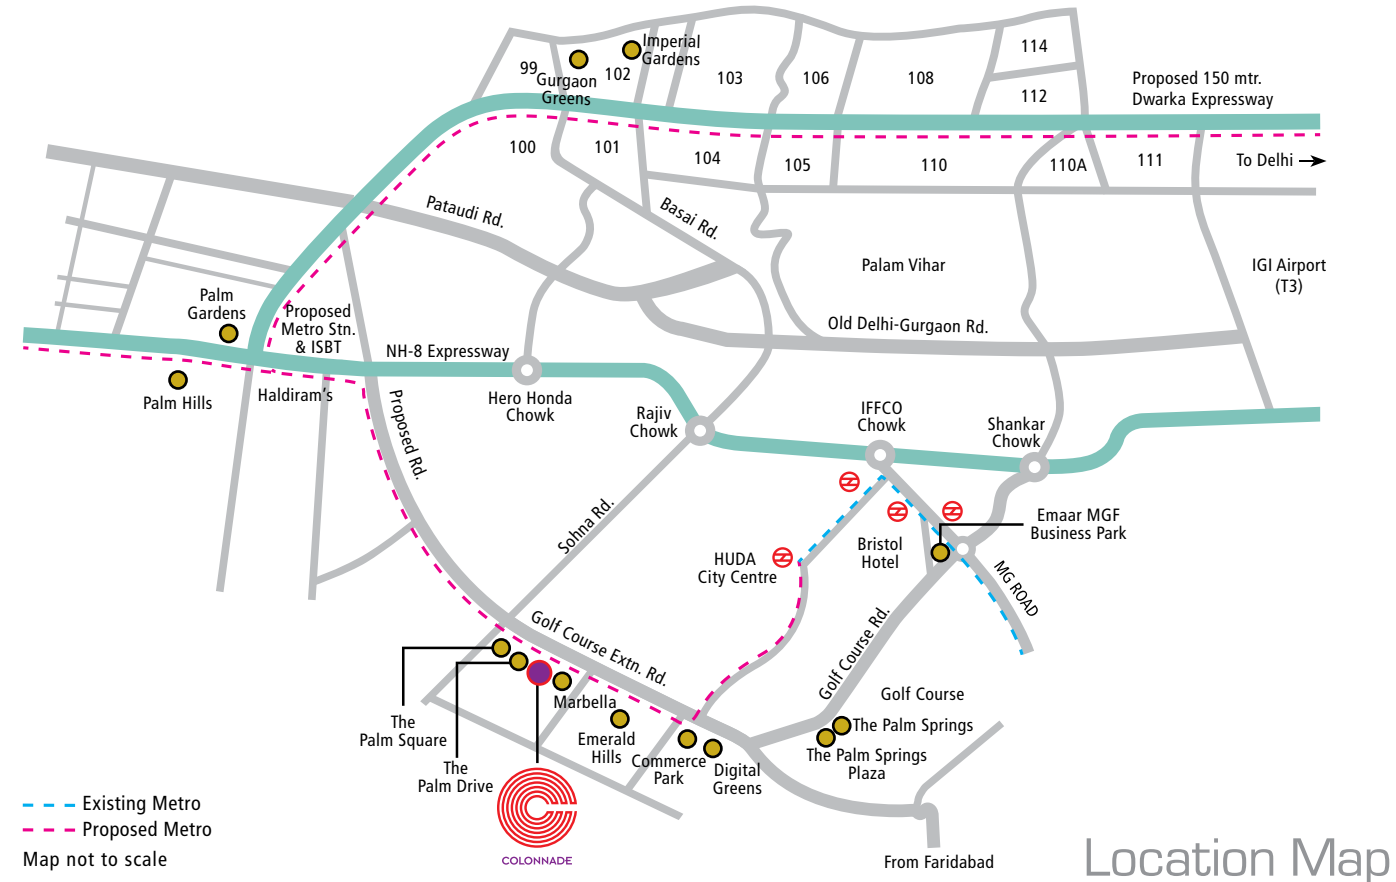 Imperial
Gardens
99
Gurgaon
Greens
102
103
106
108
114
112
Proposed 150 mtr.
Dwarka Expressway
100
101
104
105
110
110A
111
To Delhi
Pataudi Rd.
Basai Rd.
Palam Vihar
IGI Airport
(T3)
Palm
Gardens
Proposed
Metro Stn.
& ISBT
Old Delhi-Gurgaon Rd.
NH-8 Expressway
Palm Hills
Haldiram's
Proposed Rd.
Hero Honda
Chowk
Rajiv
Chowk
IFFCO
Chowk
Shankar
Chowk
Sohna Rd.
HUDA
City Centre
Bristol
Hotel
Emaar MGF
Business Park
MG ROAD
Golf Course Extn. Rd.
Golf Course Rd.
Golf Course
Marbella
The
Palm Square
The
Palm Drive
Emerald
Hills
Commerce
Park
Digital
Greens
The Palm Springs
The Palm Springs
Plaza
COLONNADE
Existing Metro
Proposed Metro
Map not to scale
From Faridabad
Location Map